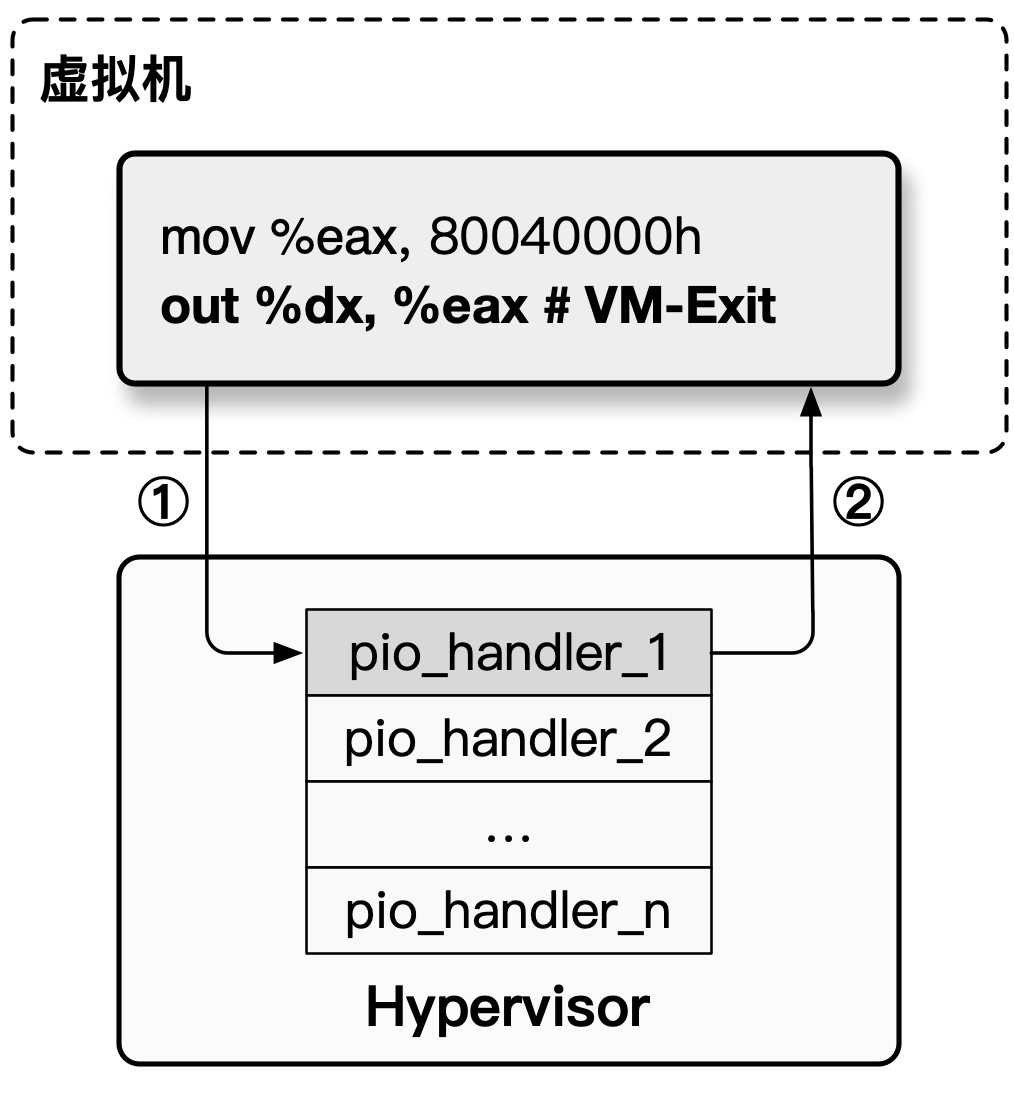 虚拟机
mov %eax, 80040000h
out %dx, %eax # VM-Exit
①
②
pio_handler_1
pio_handler_2
...
pio_handler_n
Hypervisor